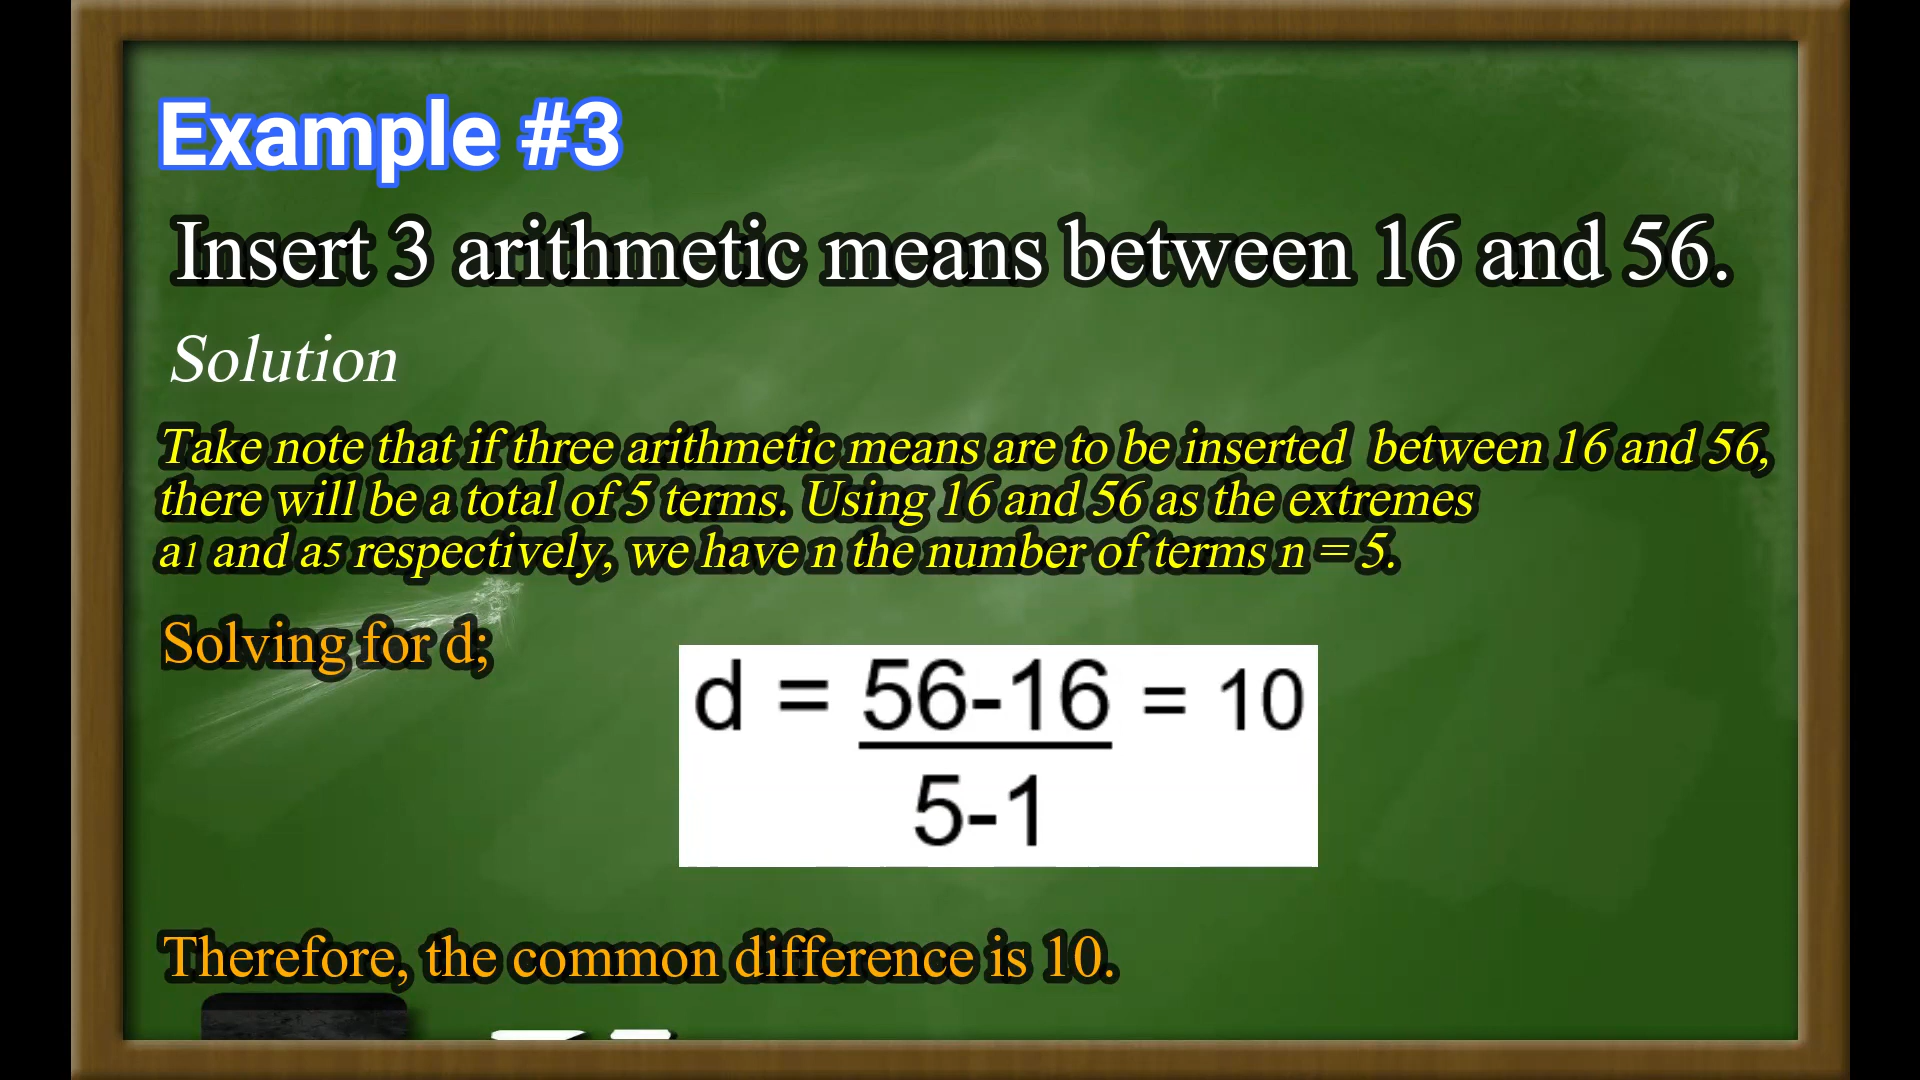 Example #3
Insert 3 arithmetic means between 16 and 56.
Solution
Take note that if three arithmetic means are to be inserted between 16 and 56,
there will be a total of 5 terms. Using 16 and 56 as the extremes
a1 and a5 respectively, we have n the number of terms n = 5.
Solving for d;
d = 56-16 = 10
5-1
Therefore, the common difference is 10.